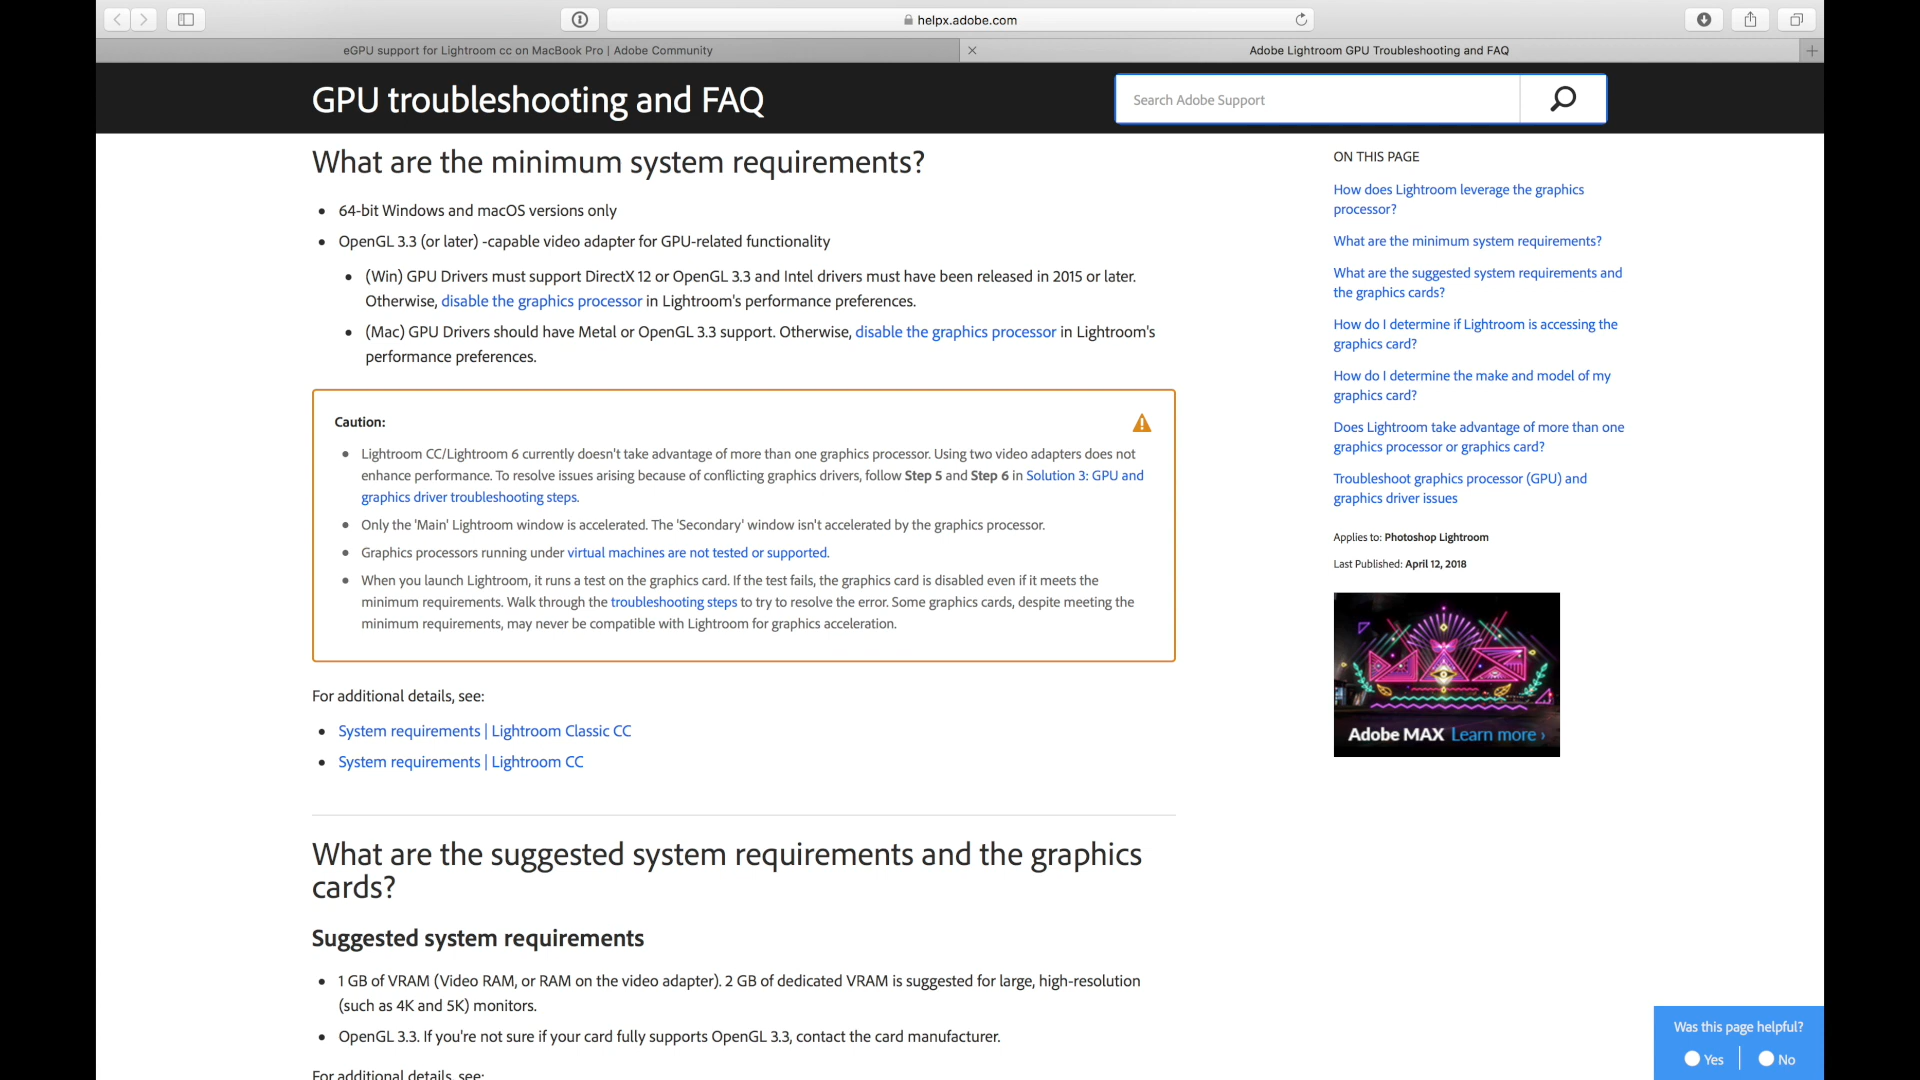 helpx.adobe.com
eGPU support for Lightroom cc on MacBook Pro | Adobe Community
Adobe Lightroom GPU Troubleshooting and FAQ
GPU troubleshooting and FAQ
Search Adobe Support
What are the minimum system requirements?
64-bit Windows and macOS versions only
OpenGL 3.3 (or later) -capable video adapter for GPU-related functionality
(Win) GPU Drivers must support DirectX 12 or OpenGL 3.3 and Intel drivers must have been released in 2015 or later.
Otherwise, disable the graphics processor in Lightroom's performance preferences.
(Mac) GPU Drivers should have Metal or OpenGL 3.3 support. Otherwise, disable the graphics processor in Lightroom's
performance preferences.
Caution:
Lightroom CC/Lightroom 6 currently doesn't take advantage of more than one graphics processor. Using two video adapters does not
enhance performance. To resolve issues arising because of conflicting graphics drivers, follow Step 5 and Step 6 in Solution 3: GPU and
graphics driver troubleshooting steps.
Only the 'Main' Lightroom window is accelerated. The 'Secondary' window isn't accelerated by the graphics processor.
Graphics processors running under virtual machines are not tested or supported.
When you launch Lightroom, it runs a test on the graphics card. If the test fails, the graphics card is disabled even if it meets the
minimum requirements. Walk through the troubleshooting steps to try to resolve the error. Some graphics cards, despite meeting the
minimum requirements, may never be compatible with Lightroom for graphics acceleration.
For additional details, see:
System requirements | Lightroom Classic CC
System requirements | Lightroom CC
What are the suggested system requirements and the graphics
cards?
Suggested system requirements
1 GB of VRAM (Video RAM, or RAM on the video adapter). 2 GB of dedicated VRAM is suggested for large, high-resolution
(such as 4K and 5K) monitors.
OpenGL 3.3. If you're not sure if your card fully supports OpenGL 3.3, contact the card manufacturer.
For additional details, see:
ON THIS PAGE
How does Lightroom leverage the graphics
processor?
What are the minimum system requirements?
What are the suggested system requirements and
the graphics cards?
How do I determine if Lightroom is accessing the
graphics card?
How do I determine the make and model of my
graphics card?
Does Lightroom take advantage of more than one
graphics processor or graphics card?
Troubleshoot graphics processor (GPU) and
graphics driver issues
Applies to: Photoshop Lightroom
Last Published: April 12, 2018
Adobe MAX Learn more ›
Was this page helpful?
Yes | No